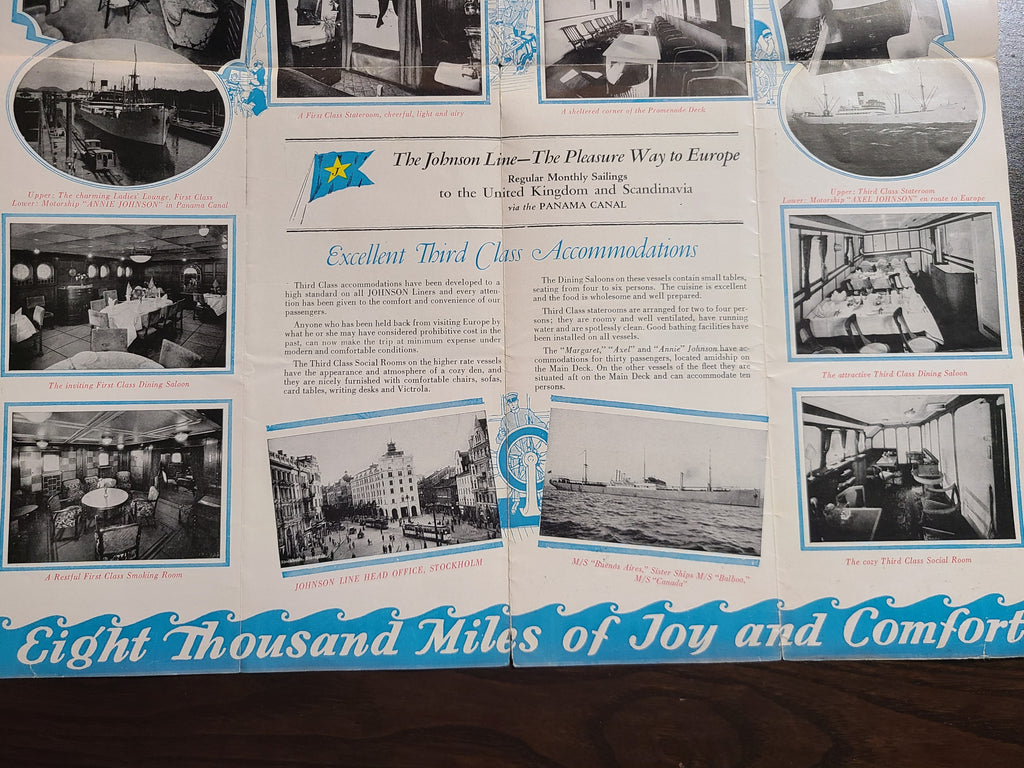 A First Class Stateroom, cheerful, light and airy
A sheltered corner of the Promenade Deck
Upper: The charming Ladies' Lounge, First Class
Lower: Motorship "ANNIE JOHNSON" in Panama Canal
The Johnson Line—The Pleasure Way to Europe
Regular Monthly Sailings
to the United Kingdom and Scandinavia
via the PANAMA CANAL
Upper: Third Class Stateroom
Lower: Motorship "AXEL JOHNSON" en route to Europe
Excellent Third Class Accommodations
Third Class accommodations have been developed to a
high standard on all JOHNSON Liners and every atten-
tion has been given to the comfort and convenience of our
passengers.
Anyone who has been held back from visiting Europe by
what he or she may have considered prohibitive cost in the
past, can now make the trip at minimum expense under
modern and comfortable conditions.
The Third Class Social Rooms on the higher rate vessels
have the appearance and atmosphere of a cozy den, and
they are nicely furnished with comfortable chairs, sofas,
card tables, writing desks and Victrola.
The Dining Saloons on these vessels contain small tables,
seating from four to six persons. The cuisine is excellent
and the food is wholesome and well prepared.
Third Class staterooms are arranged for two to four per-
sons; they are roomy and well ventilated, have running
water and are spotlessly clean. Good bathing facilities have
been installed on all vessels.
The "Margaret," "Axel" and "Annie" Johnson have ac-
commodations for thirty passengers, located amidship on
the Main Deck. On the other vessels of the fleet they are
situated aft on the Main Deck and can accommodate ten
persons.
The inviting First Class Dining Saloon
The attractive Third Class Dining Saloon
A Restful First Class Smoking Room
JOHNSON LINE HEAD OFFICE, STOCKHOLM
M/S "Buenos Aires," Sister Ships M/S "Balboa,"
M/S "Canada"
The cozy Third Class Social Room
Eight Thousand Miles of Joy and Comfort